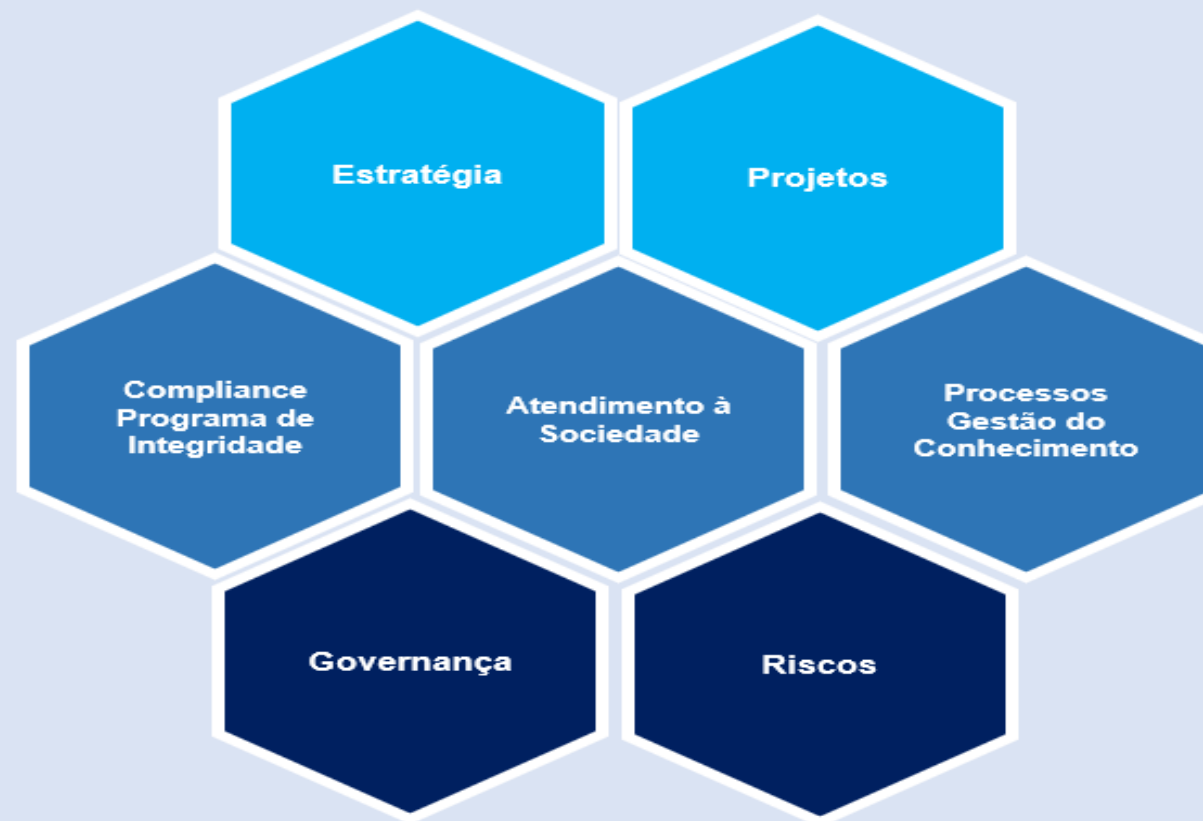 Estratégia
Projetos
Compliance
Programa de
Integridade
Atendimento à
Sociedade
Processos
Gestão do
Conhecimento
Governança
Riscos